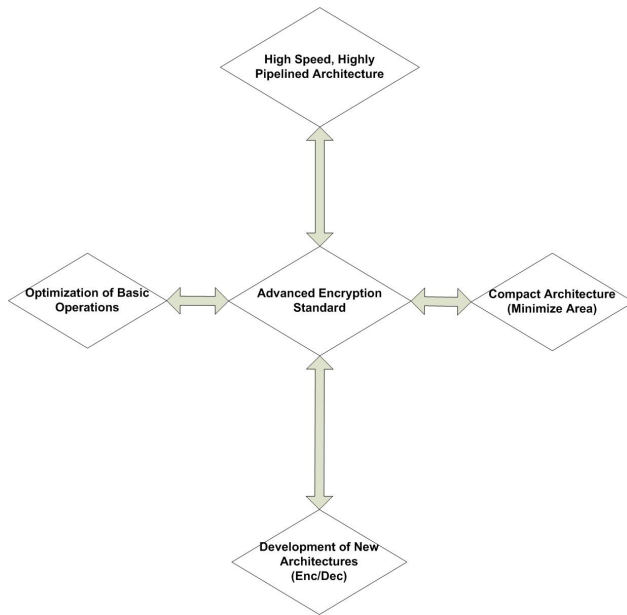 High Speed, Highly
Pipelined Architecture
Optimization of Basic
Operations
Advanced Encryption
Standard
Compact Architecture
(Minimize Area)
Development of New
Architectures
(Enc/Dec)